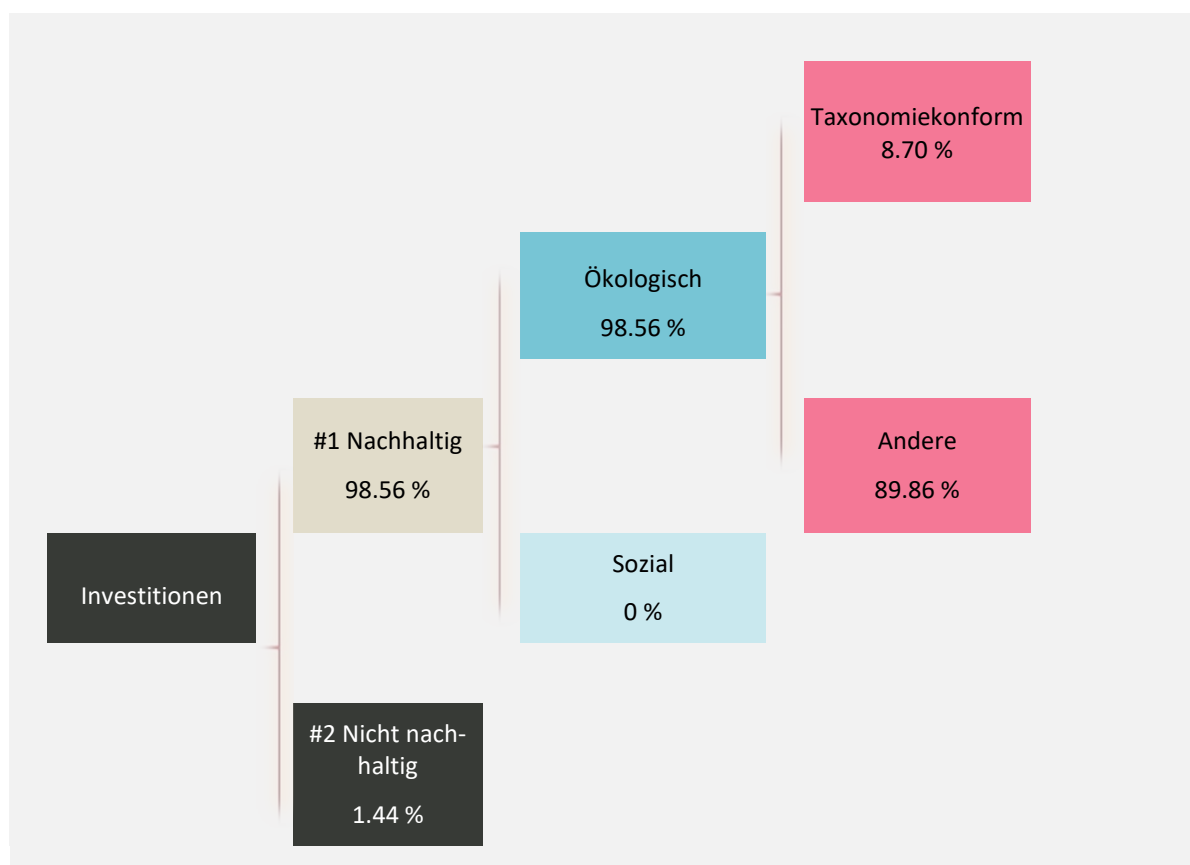 Taxonomiekonform
8.70 %
Ökologisch
98.56 %
#1 Nachhaltig
98.56 %
Andere
89.86 %
Investitionen
Sozial
0 %
#2 Nicht nach-
haltig
1.44 %